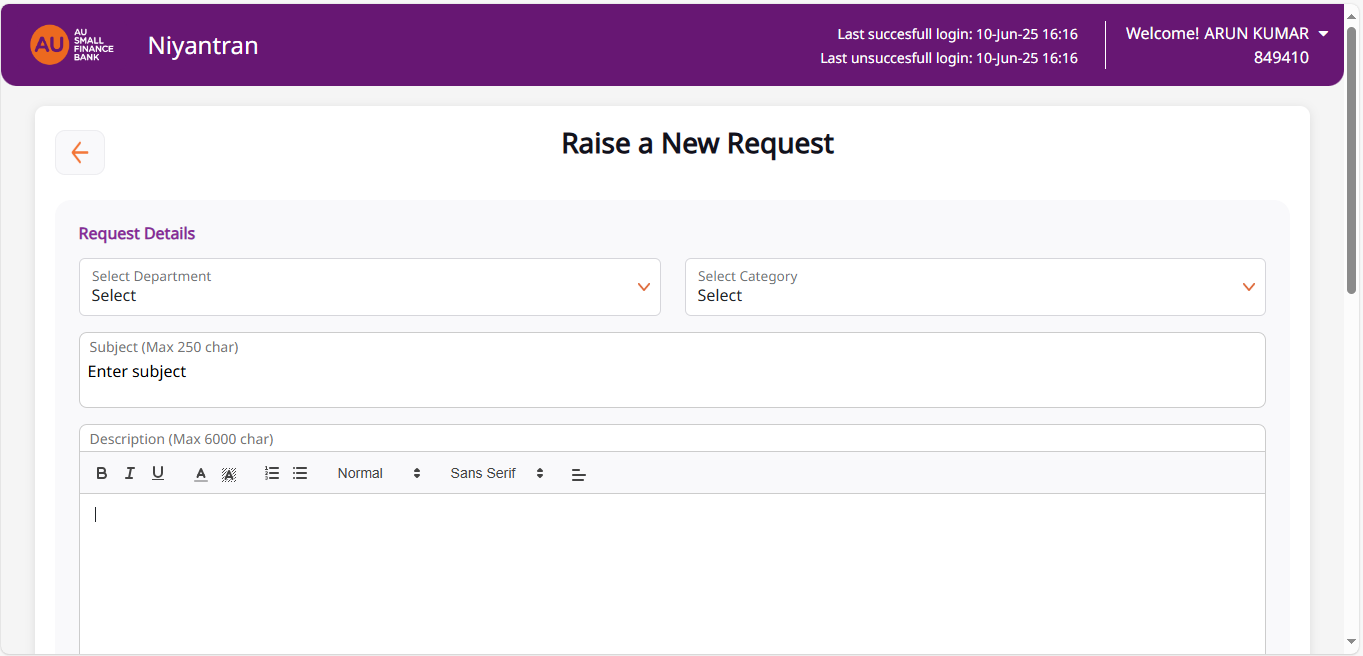 AU
AU
SMALL
FINANCE
BANK
Niyantran
Last succesfull login: 10-Jun-25 16:16
Last unsuccesfull login: 10-Jun-25 16:16
Welcome! ARUN KUMAR
849410
Raise a New Request
Request Details
Select Department
Select
Select Category
Select
Subject (Max 250 char)
Enter subject
Description (Max 6000 char)
B I U A A Normal Sans Serif